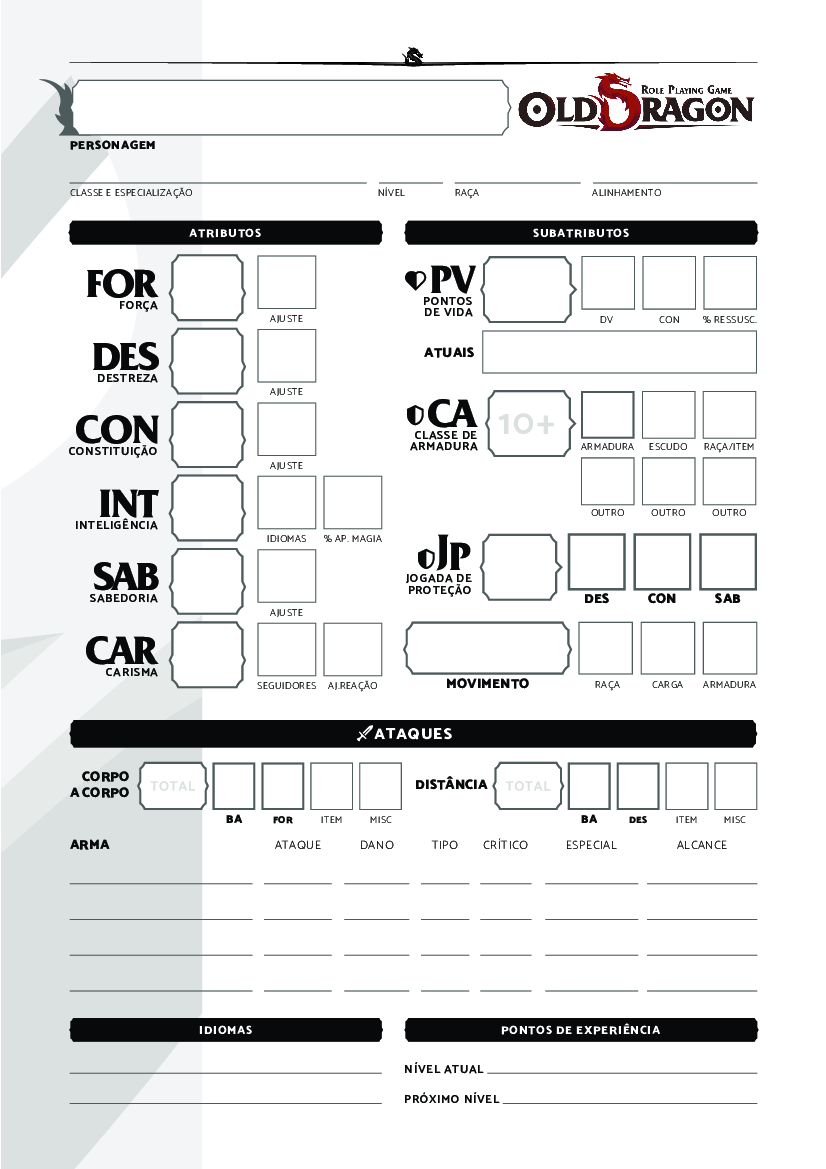 ROLE PLAYING GAME
OLD DRAGON
PERSONAGEM
CLASSE E ESPECIALIZAÇÃO NÍVEL RAÇA ALINHAMENTO
ATRIBUTOS
FOR
FORÇA
AJUSTE
DES
DESTREZA
AJUSTE
CON
CONSTITUIÇÃO
AJUSTE
INT
INTELIGÊNCIA
IDIOMAS % AP. MAGIA
SAB
SABEDORIA
AJUSTE
CAR
CARISMA
SEGUIDORES AJ.REAÇÃO
SUBATRIBUTOS
PV
PONTOS
DE VIDA
DV CON % RESSUSC.
ATUAIS
CA
CLASSE DE
ARMADURA
10+
ARMADURA ESCUDO RAÇA/ITEM
OUTRO OUTRO OUTRO
JP
JOGADA DE
PROTEÇÃO
DES CON SAB
MOVIMENTO RAÇA CARGA ARMADURA
ATAQUES
CORPO
A CORPO
TOTAL
BA FOR ITEM MISC
DISTÂNCIA TOTAL
BA DES ITEM MISC
ARMA ATAQUE DANO TIPO CRÍTICO ESPECIAL ALCANCE
IDIOMAS
PONTOS DE EXPERIÊNCIA
NÍVEL ATUAL
PRÓXIMO NÍVEL